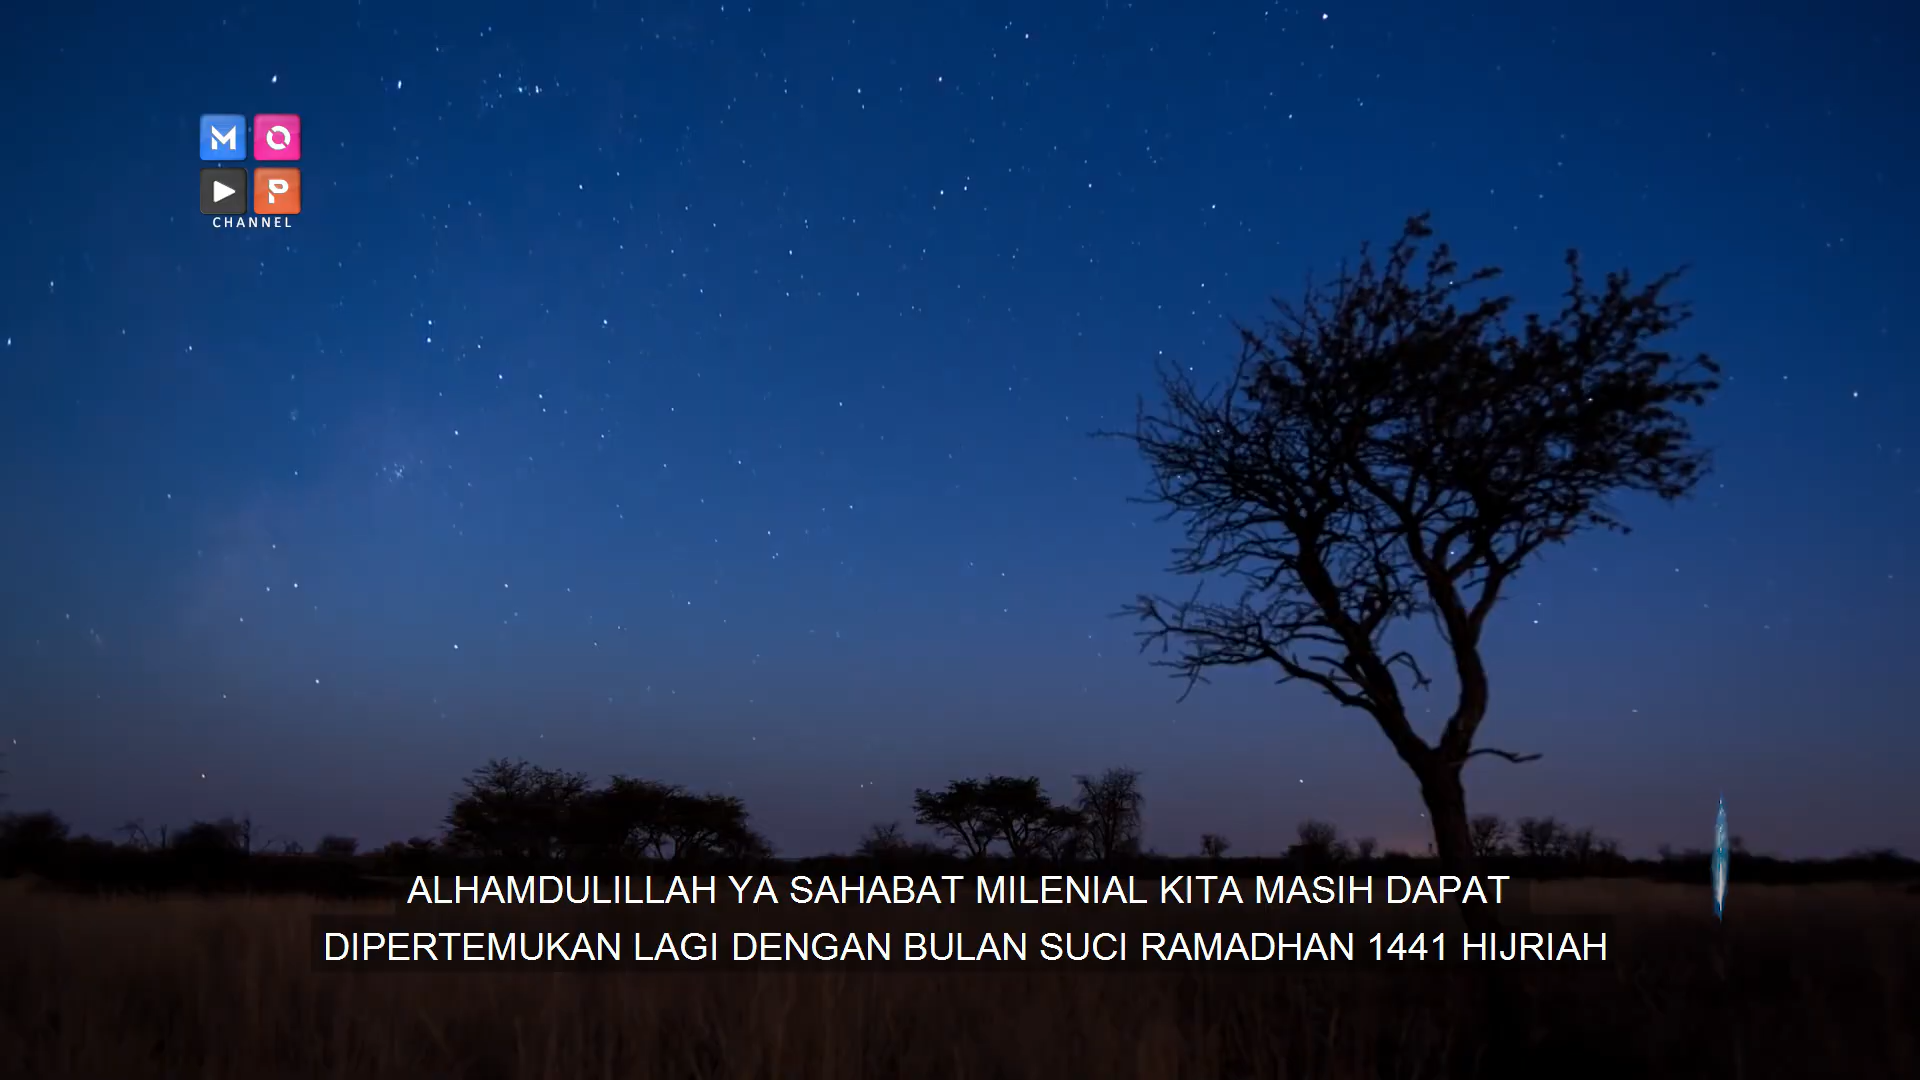 M O
P
CHANNEL
ALHAMDULILLAH YA SAHABAT MILENIAL KITA MASIH DAPAT
DIPERTEMUKAN LAGI DENGAN BULAN SUCI RAMADHAN 1441 HIJRIAH